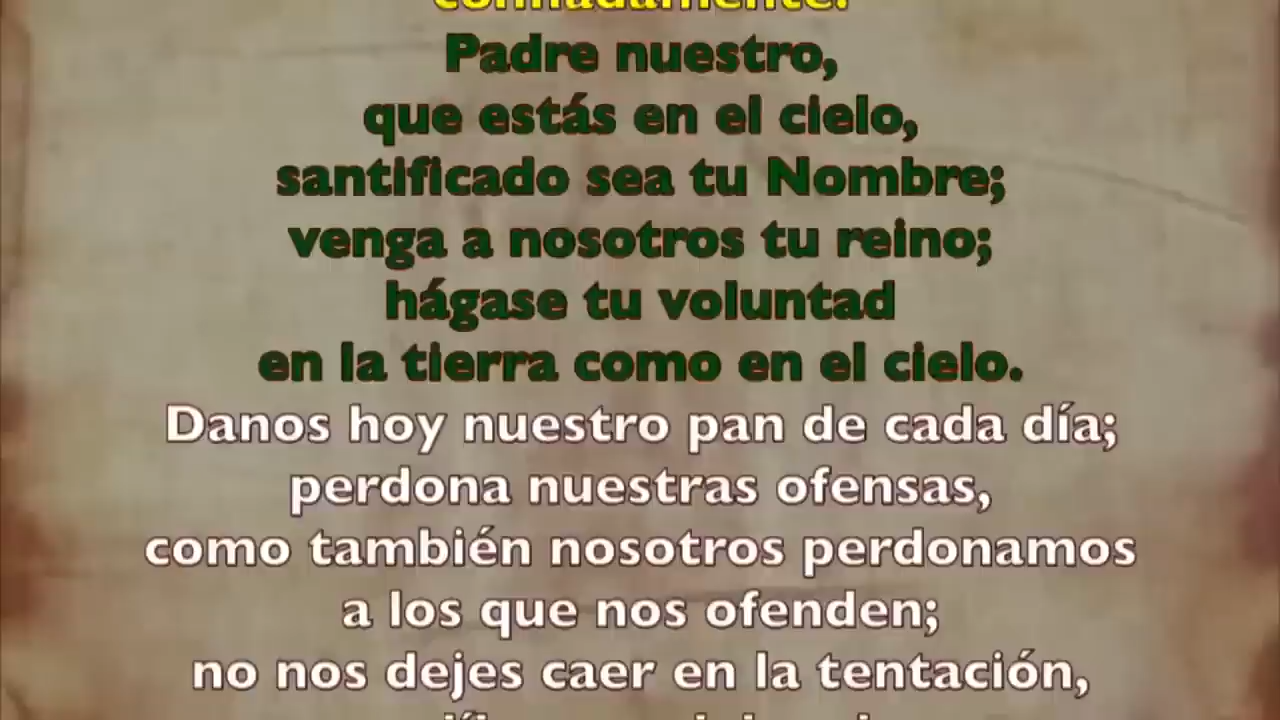 confiadamente:
Padre nuestro,
que estás en el cielo,
santificado sea tu Nombre;
venga a nosotros tu reino;
hágase tu voluntad
en la tierra como en el cielo.
Danos hoy nuestro pan de cada día;
perdona nuestras ofensas,
como también nosotros perdonamos
a los que nos ofenden;
no nos dejes caer en la tentación,